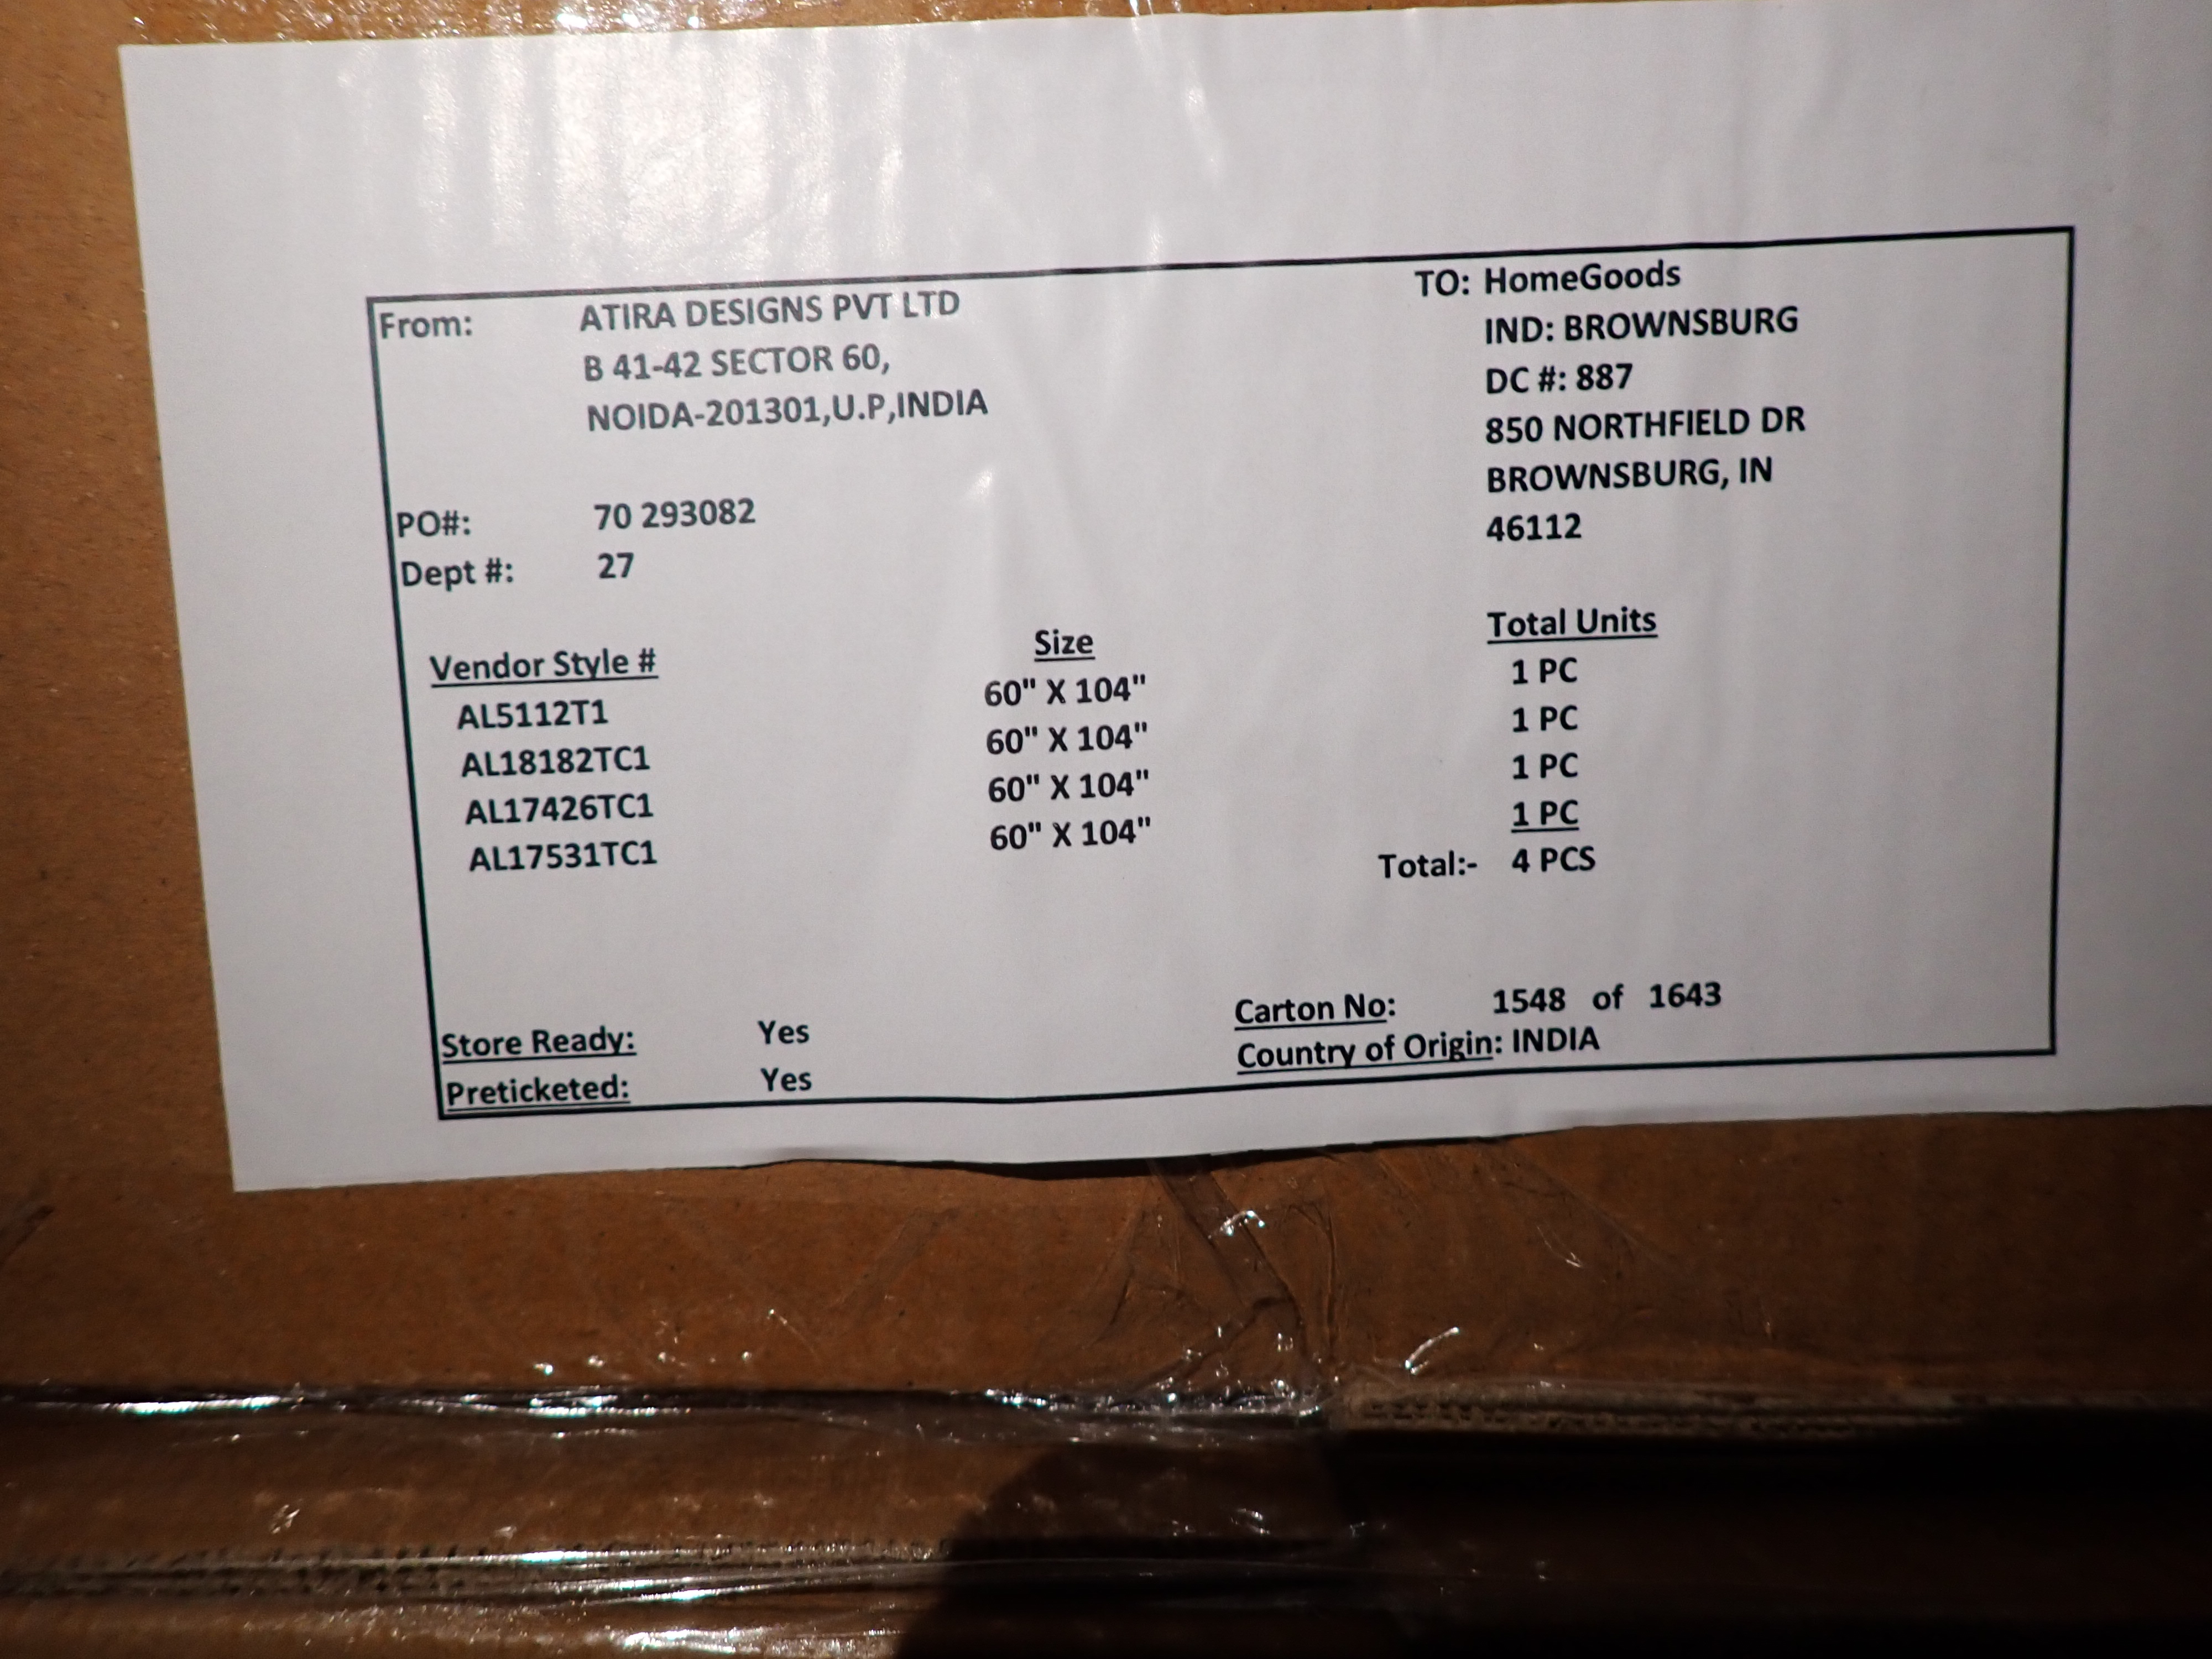 From: ATIRA DESIGNS PVT LTD
B 41-42 SECTOR 60,
NOIDA-201301,U.P,INDIA
TO: HomeGoods
IND: BROWNSBURG
DC #: 887
850 NORTHFIELD DR
BROWNSBURG, IN
46112
PO#: 70 293082
Dept #: 27
Vendor Style # Size Total Units
AL5112T1 60" X 104" 1 PC
AL18182TC1 60" X 104" 1 PC
AL17426TC1 60" X 104" 1 PC
AL17531TC1 60" X 104" 1 PC
Total:- 4 PCS
Store Ready: Yes
Preticketed: Yes
Carton No: 1548 of 1643
Country of Origin: INDIA